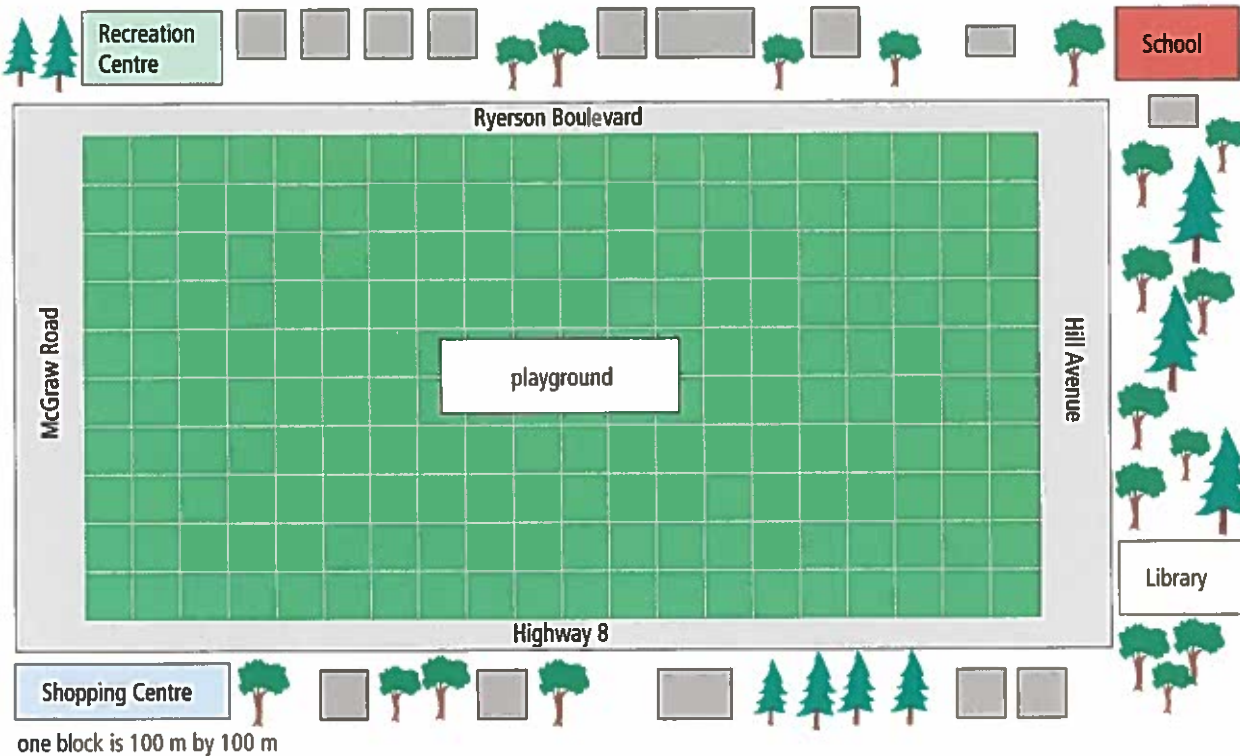 Recreation
Centre
School
Ryerson Boulevard
McGraw Road
playground
Hill Avenue
Library
Highway 8
Shopping Centre
one block is 100 m by 100 m